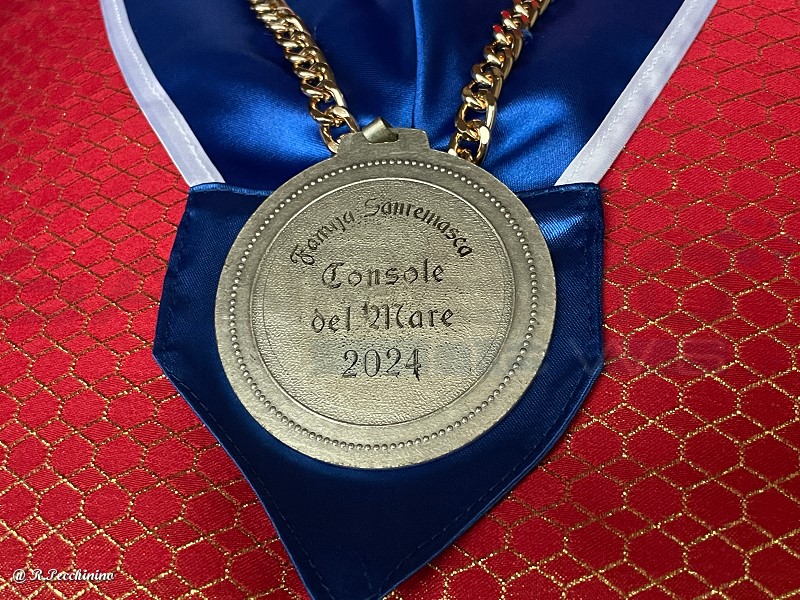 Famija Sanremasca
Console
del Mare
2024
@ R.Pecchinino